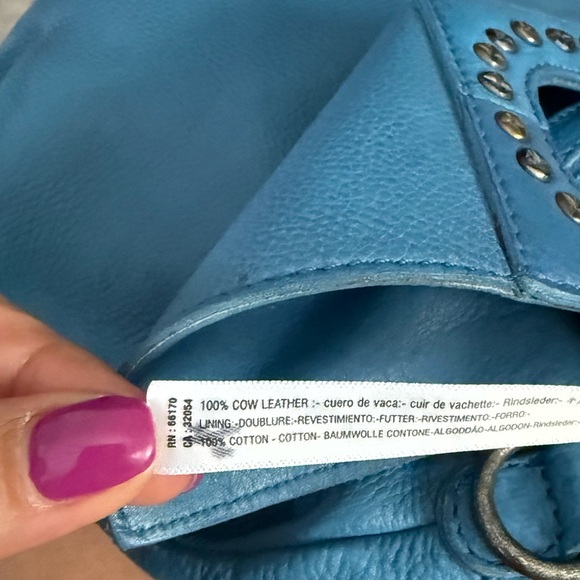 RN : 66170
CA : 32054
100% COW LEATHER :- cuero de vaca:- cuir de vachette:- Rindsleder:-
LINING:-DOUBLURE:-REVESTIMIENTO:-FUTTER:-RIVESTIMENTO:-FORRO:-
100% COTTON - COTTON- BAUMWOLLE CONTONE-ALGODDÃO-ALGODON-Rindsleder:-